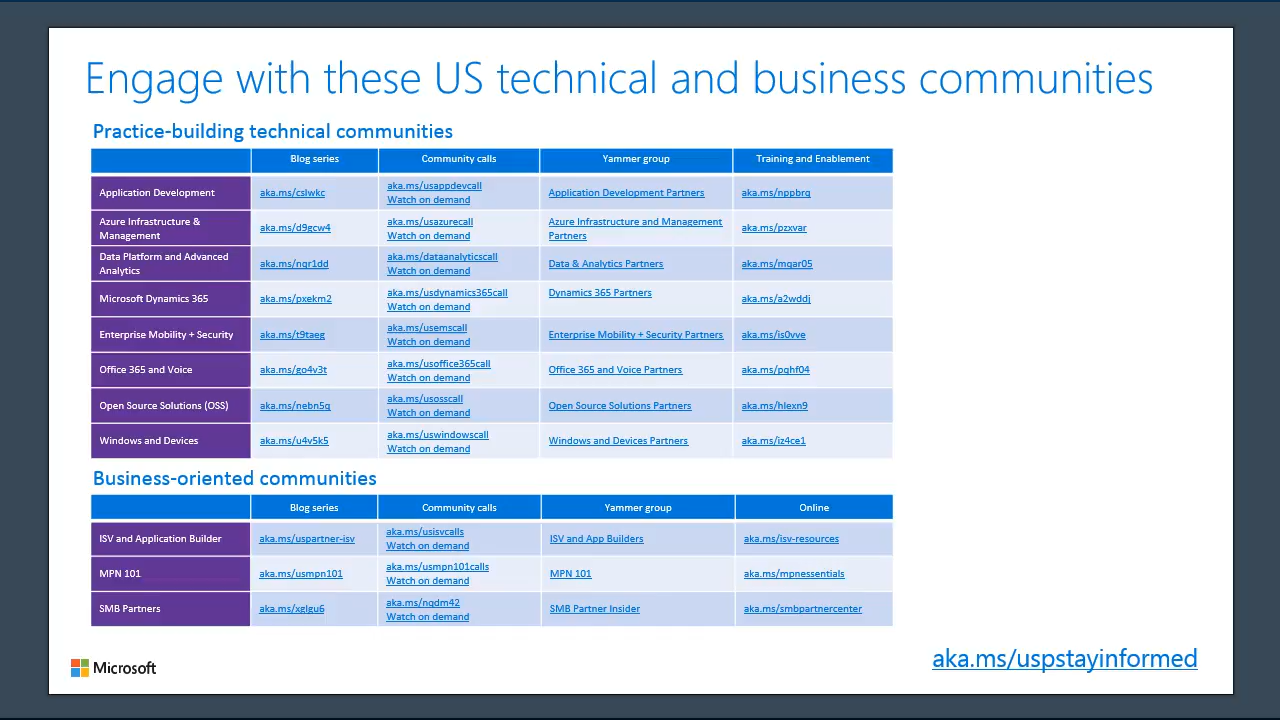 Engage with these US technical and business communities
Practice-building technical communities
Blog series Community calls Yammer group Training and Enablement
Application Development aka.ms/cslwkc aka.ms/usappdevcall Application Development Partners aka.ms/nppbrq
Watch on demand
Azure Infrastructure & aka.ms/d9gcw4 aka.ms/usazurecall Azure Infrastructure and Management aka.ms/pzxvar
Management Watch on demand Partners
Data Platform and Advanced aka.ms/nqr1dd aka.ms/dataanalyticscall Data & Analytics Partners aka.ms/mqar05
Analytics Watch on demand
Microsoft Dynamics 365 aka.ms/pxekm2 aka.ms/usdynamics365call Dynamics 365 Partners aka.ms/a2wddj
Watch on demand
Enterprise Mobility + Security aka.ms/t9taeg aka.ms/usemscall Enterprise Mobility + Security Partners aka.ms/is0vve
Watch on demand
Office 365 and Voice aka.ms/go4v3t aka.ms/usoffice365call Office 365 and Voice Partners aka.ms/pqhf04
Watch on demand
Open Source Solutions (OSS) aka.ms/nebn5q aka.ms/usosscall Open Source Solutions Partners aka.ms/hlexn9
Watch on demand
Windows and Devices aka.ms/u4v5k5 aka.ms/uswindowscall Windows and Devices Partners aka.ms/iz4ce1
Watch on demand
Business-oriented communities
Blog series Community calls Yammer group Online
ISV and Application Builder aka.ms/uspartner-isv aka.ms/usisvcalls ISV and App Builders aka.ms/isv-resources
Watch on demand
MPN 101 aka.ms/usmpn101 aka.ms/usmpn101calls MPN 101 aka.ms/mpnessentials
Watch on demand
SMB Partners aka.ms/xglgu6 aka.ms/nqdm42 SMB Partner Insider aka.ms/smbpartnercenter
Watch on demand
Microsoft
aka.ms/uspstayinformed